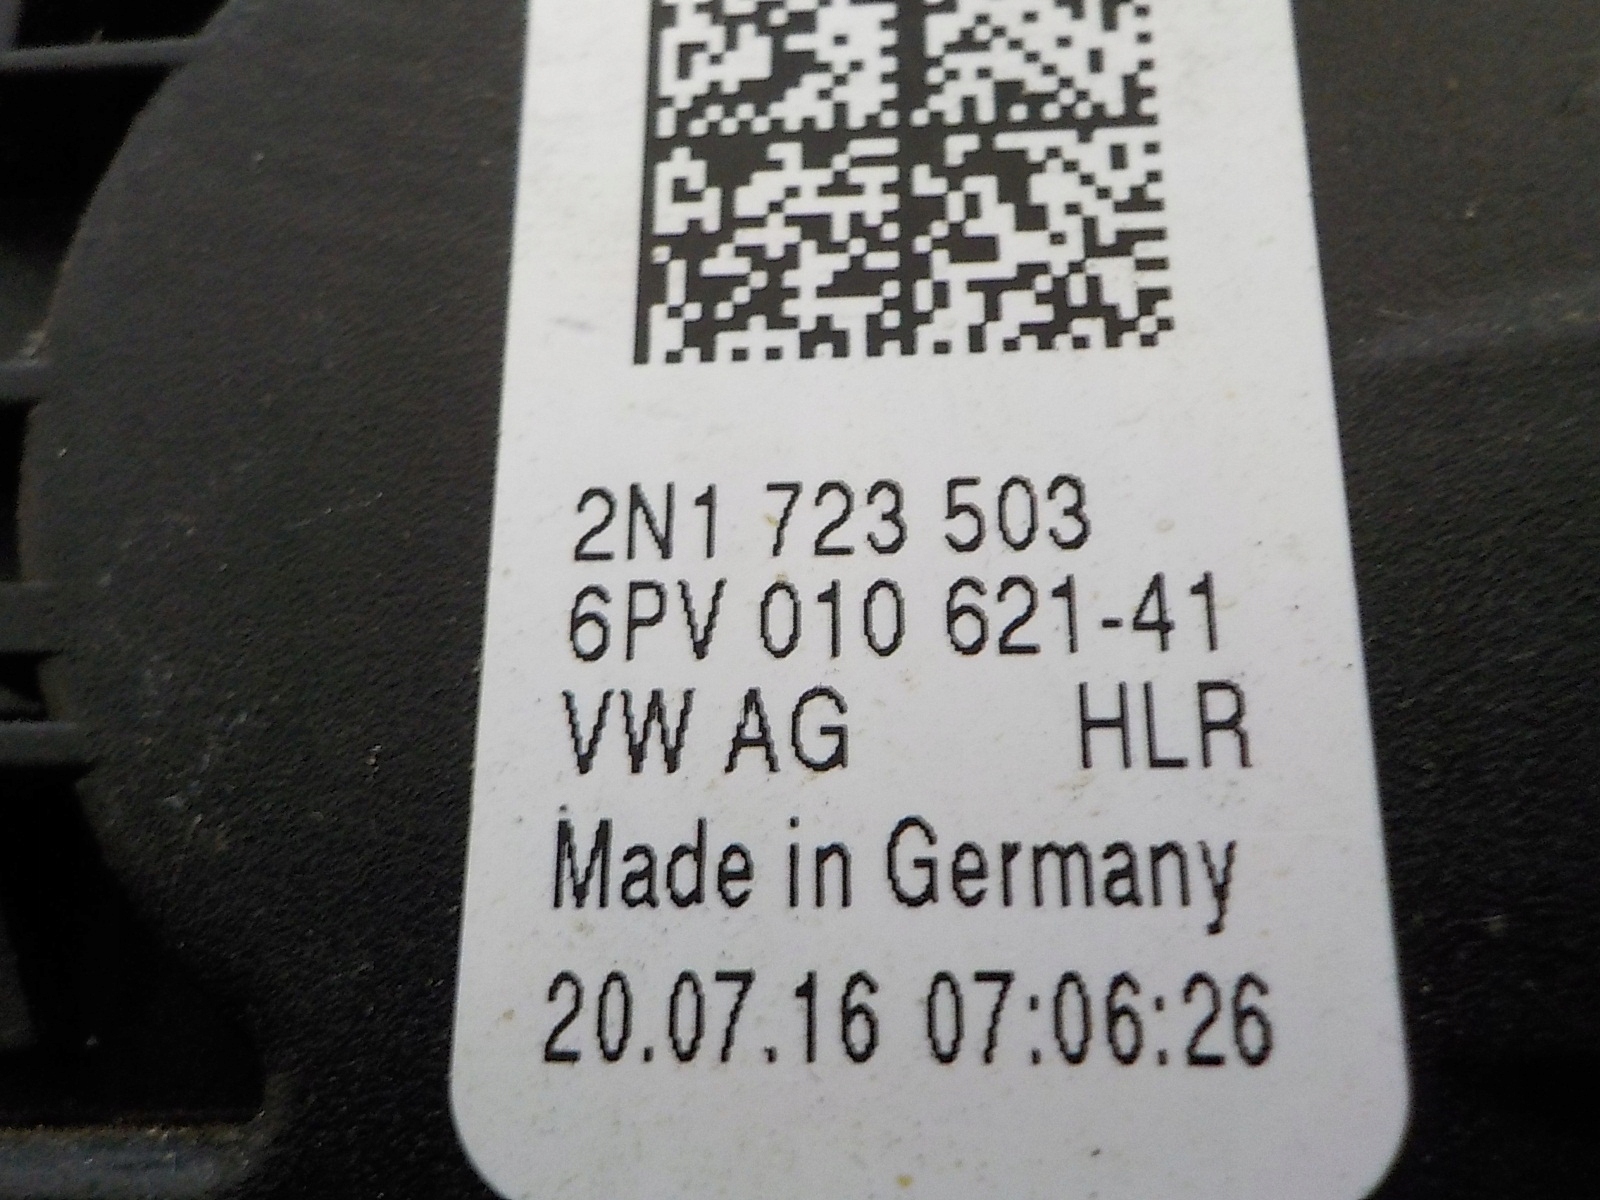 2N1 723 503
6PV 010 621-41
VW AG HLR
Made in Germany
20.07.16 07:06:26